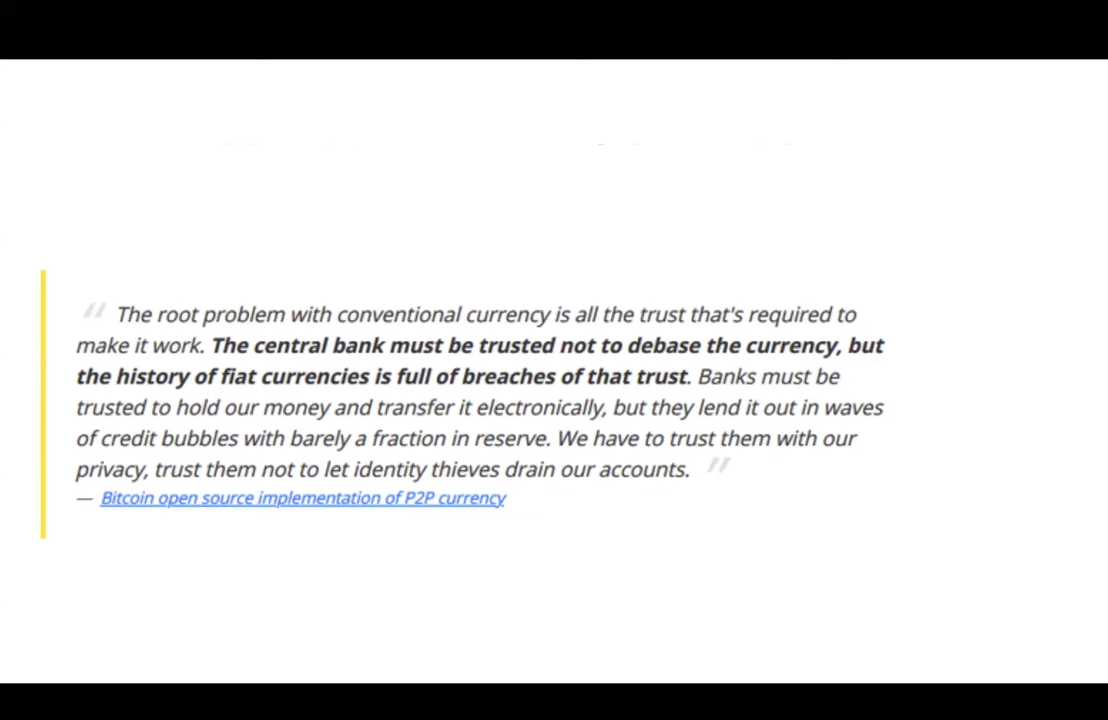 " The root problem with conventional currency is all the trust that's required to
make it work. The central bank must be trusted not to debase the currency, but
the history of fiat currencies is full of breaches of that trust. Banks must be
trusted to hold our money and transfer it electronically, but they lend it out in waves
of credit bubbles with barely a fraction in reserve. We have to trust them with our
privacy, trust them not to let identity thieves drain our accounts. "
— Bitcoin open source implementation of P2P currency